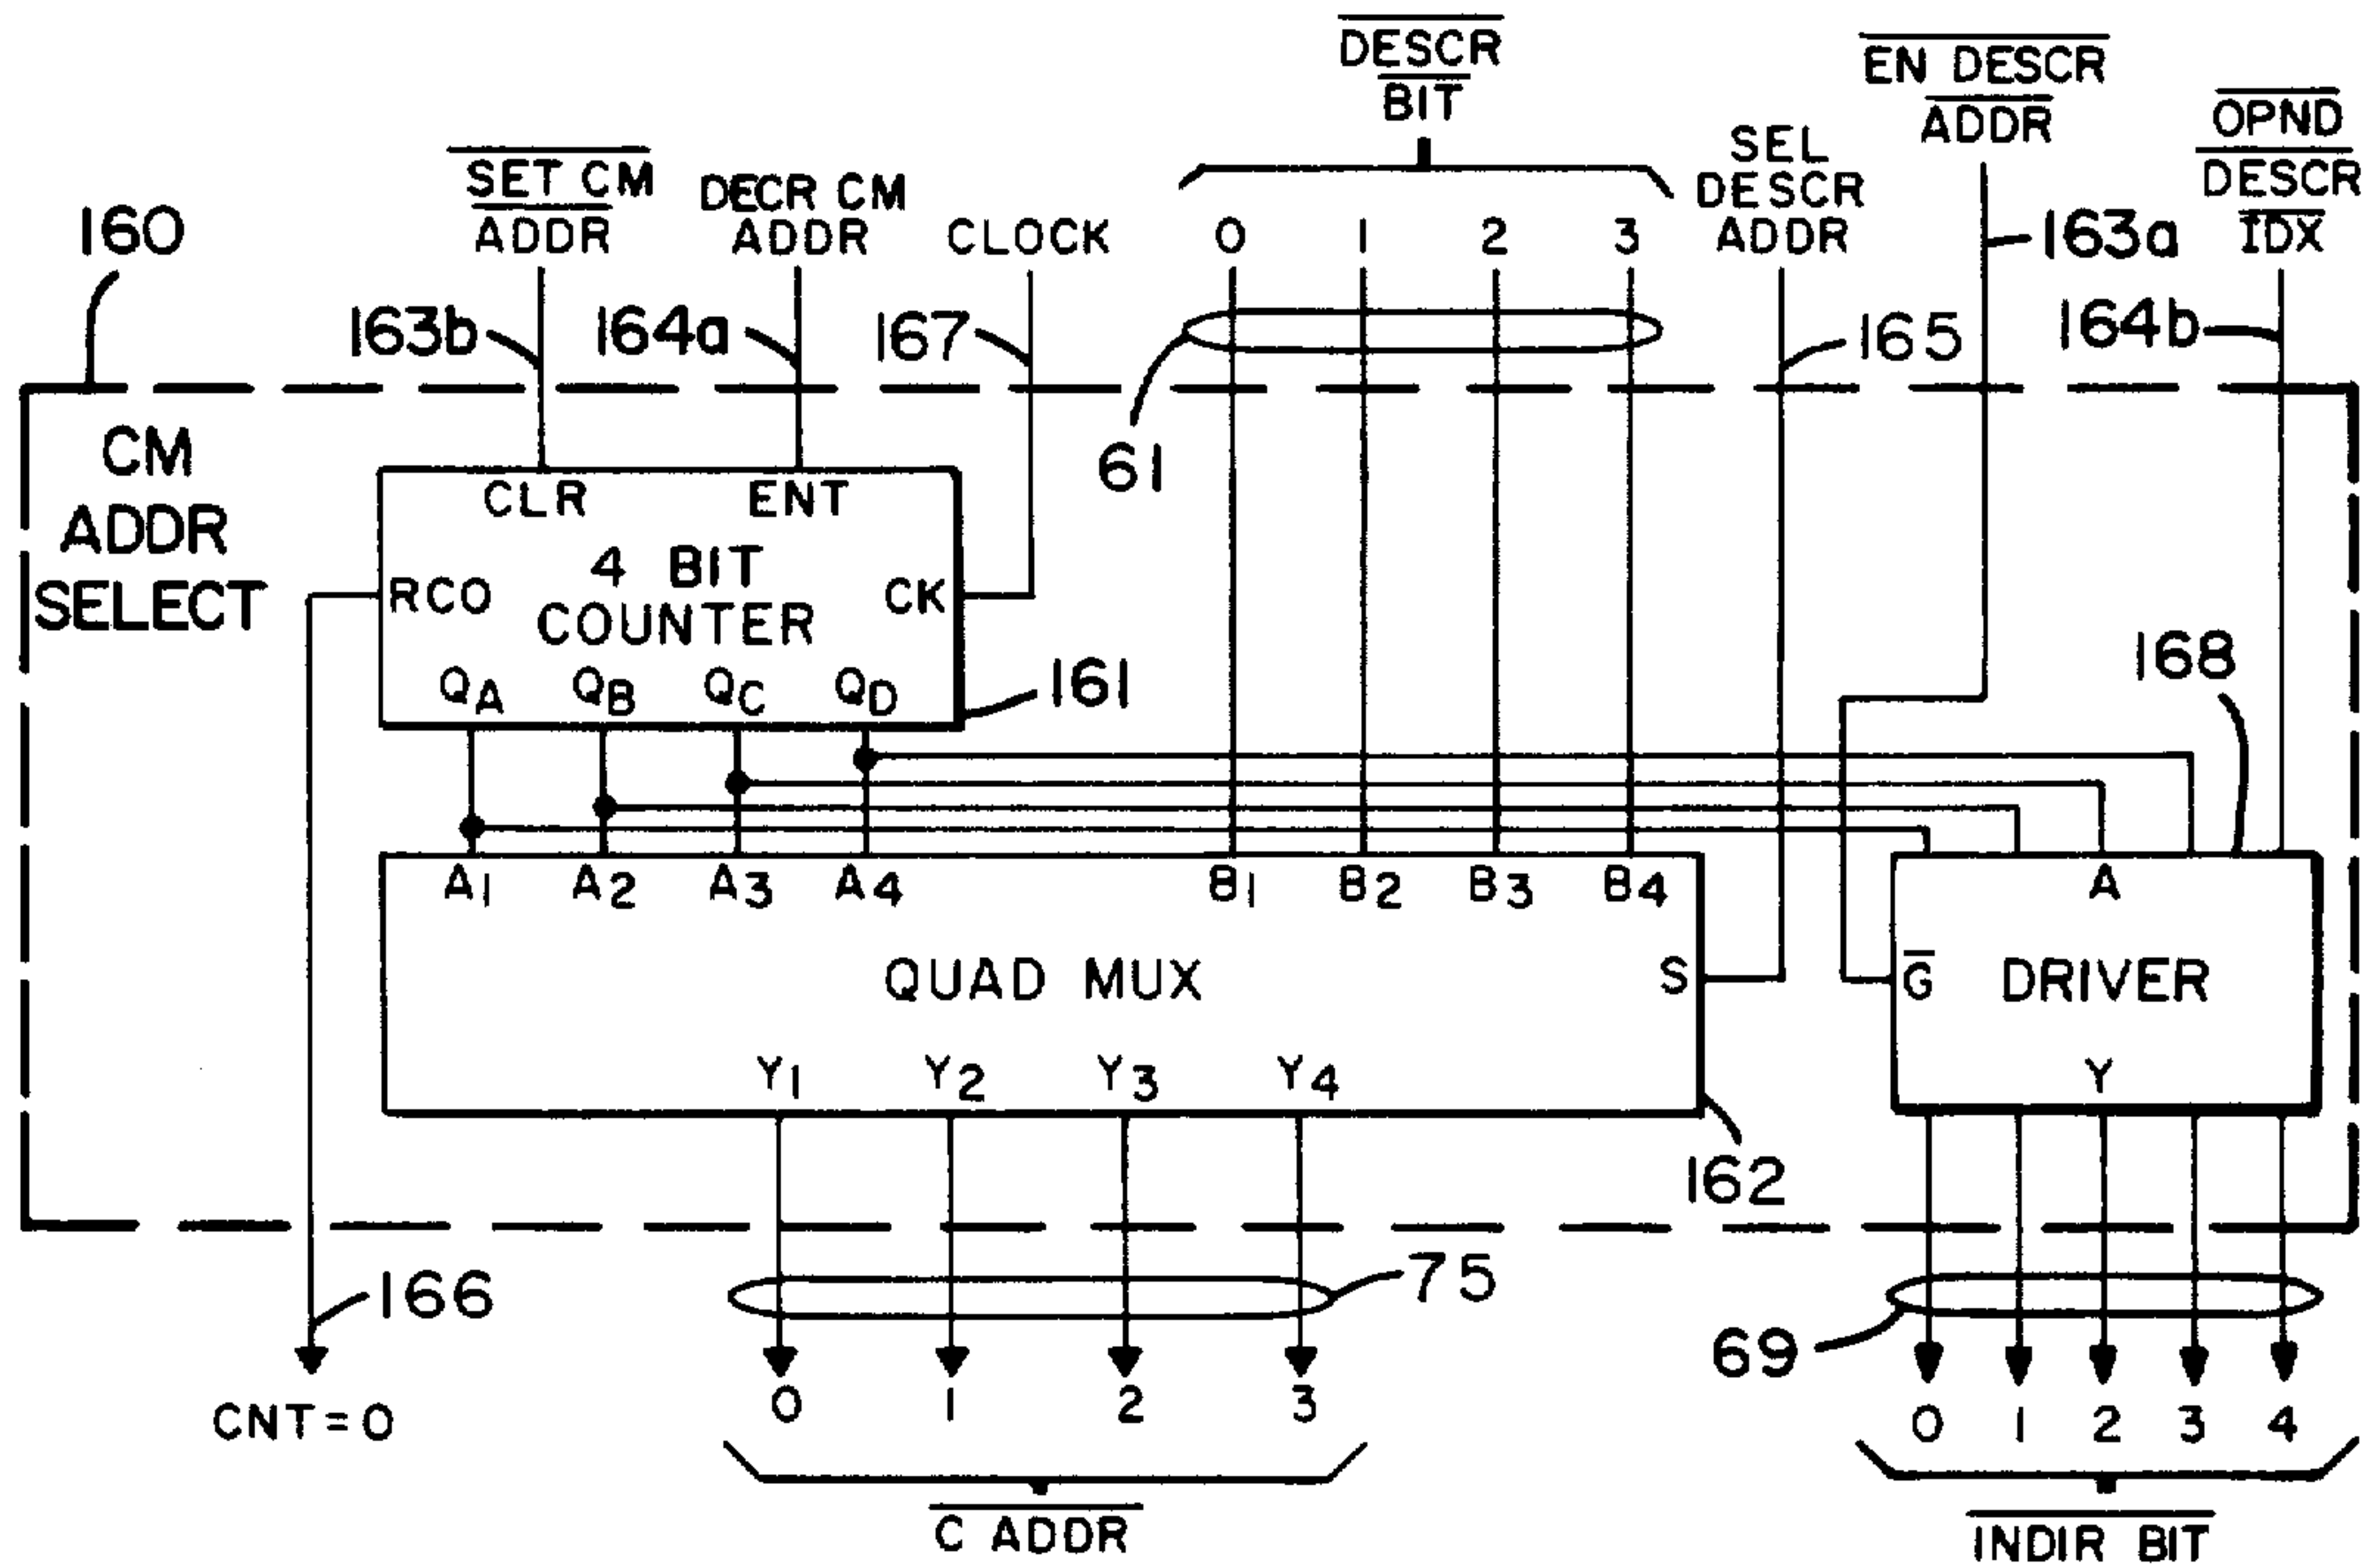 DESCR
BIT
EN DESCR
ADDR
OPND
DESCR
IDX
SET CM
ADDR
DECR CM
ADDR
CLOCK
0 1 2 3
SEL
DESCR
ADDR
160
163b
164a
167
61
165
163a
164b
CM
ADDR
SELECT
CLR ENT
RCO
4 BIT
COUNTER
CK
QA QB QC QD
161
168
A1 A2 A3 A4 B1 B2 B3 B4
QUAD MUX
S
Y1 Y2 Y3 Y4
162
A
G
DRIVER
Y
166
75
69
CNT=0
0 1 2 3
C ADDR
0 1 2 3 4
INDIR BIT